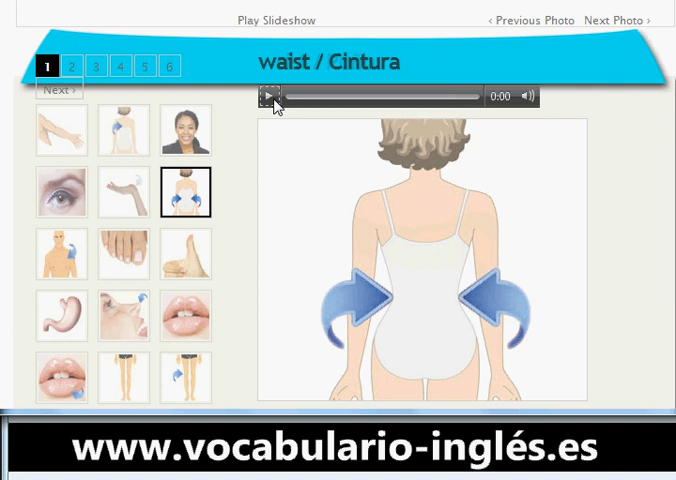 Play Slideshow
‹ Previous Photo Next Photo ›
1 2 3 4 5 6
waist / Cintura
Next ›
0:00
www.vocabulario-inglés.es